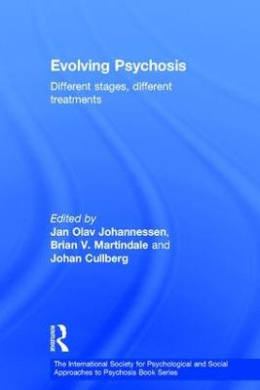 Evolving Psychosis
Different stages, different
treatments
Edited by
Jan Olav Johannessen,
Brian V. Martindale and
Johan Cullberg
The International Society for Psychological and Social
Approaches to Psychosis Book Series
ROUTLEDGE